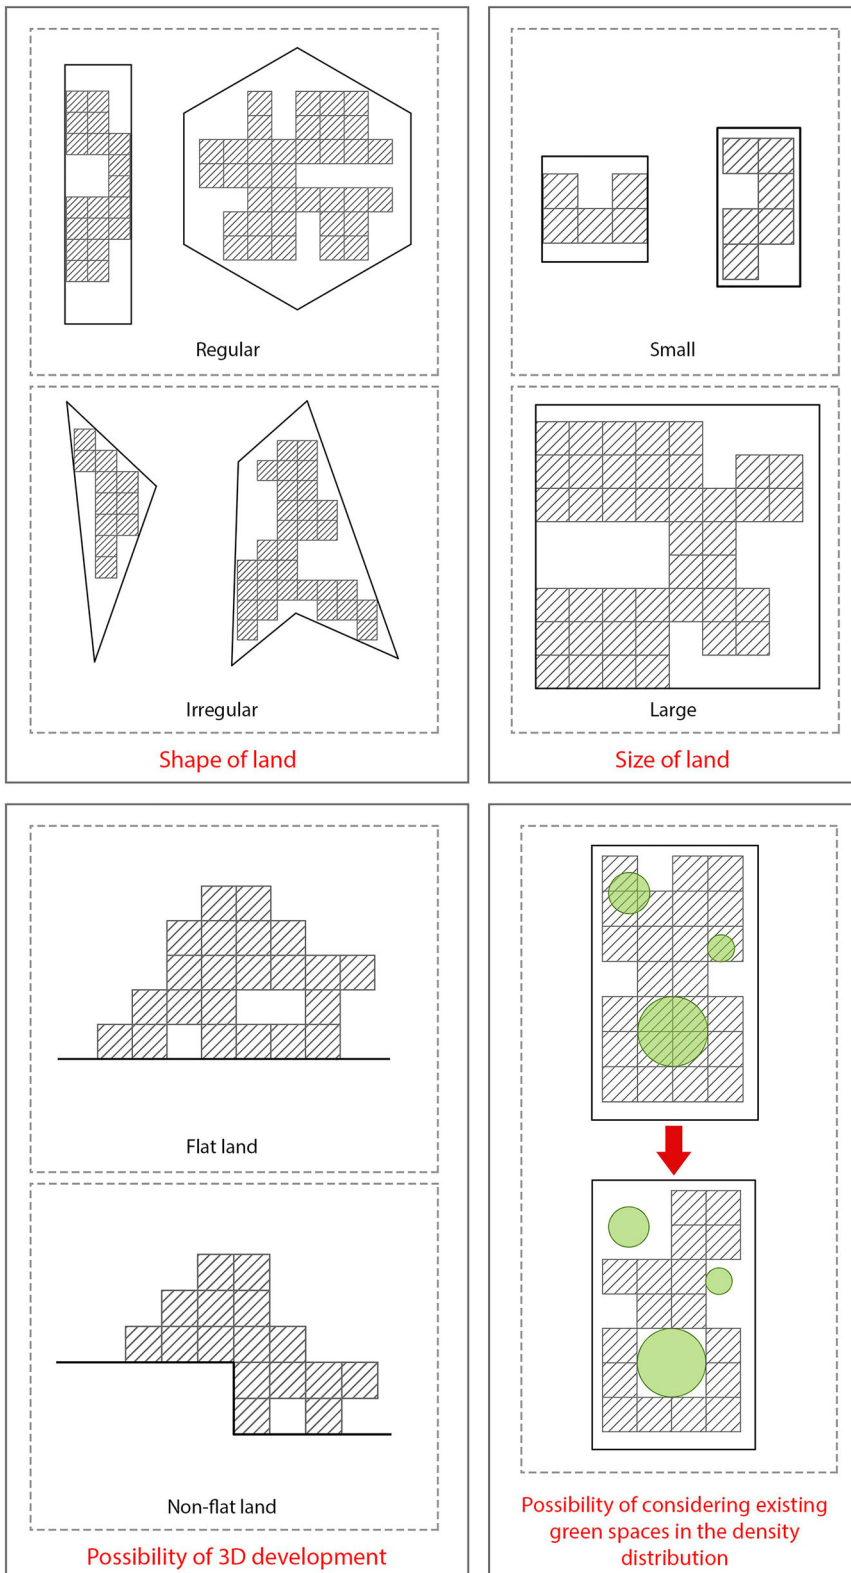 Regular
Irregular
Shape of land
Small
Large
Size of land
Flat land
Non-flat land
Possibility of 3D development
Possibility of considering existing
green spaces in the density
distribution